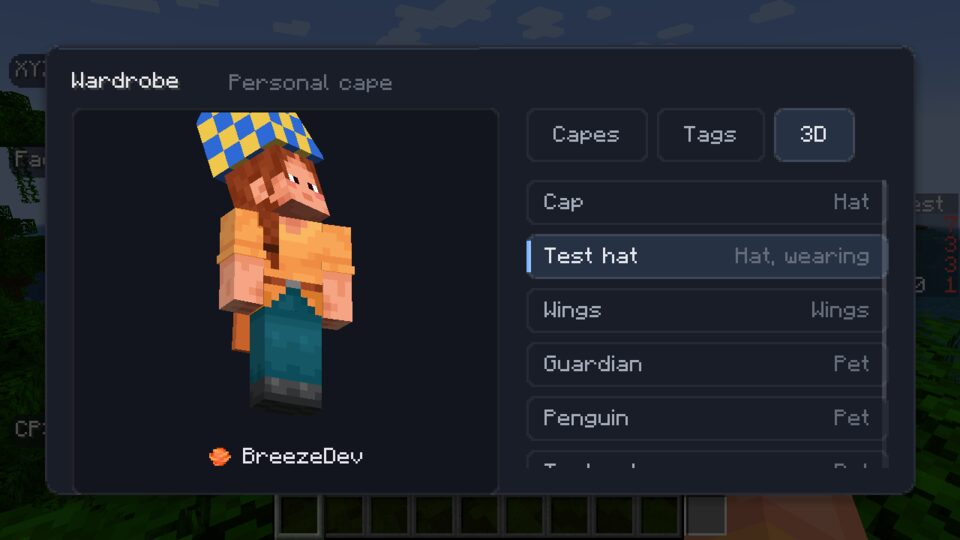 XYZ
Wardrobe
Personal cape
Capes
Tags
3D
Cap
Hat
Test hat
Hat, wearing
Wings
Wings
Guardian
Pet
Penguin
Pet
BreezeDev